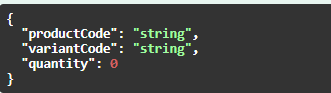 {
  "productCode": "string",
  "variantCode": "string",
  "quantity": 0
}